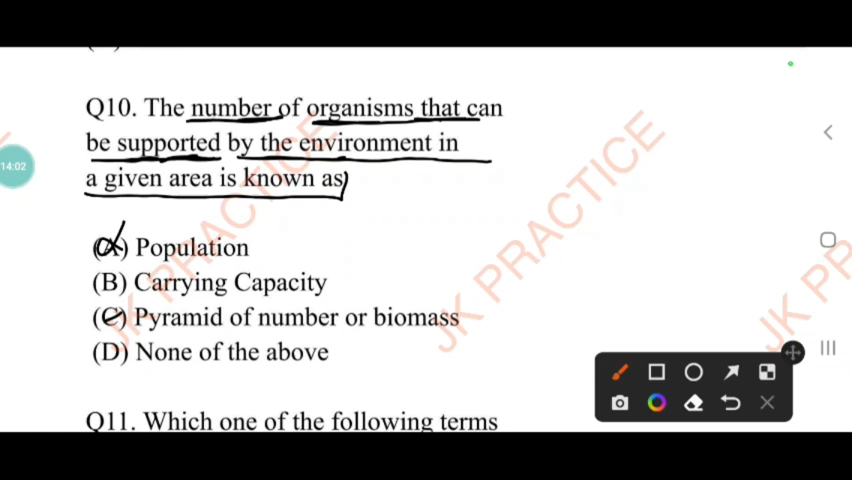 Q10. The number of organisms that can
be supported by the environment in
a given area is known as
14:02
(A) Population
(B) Carrying Capacity
(C) Pyramid of number or biomass
(D) None of the above
Q11. Which one of the following terms
JK PRACTICE
JK PRACTICE
JK PR